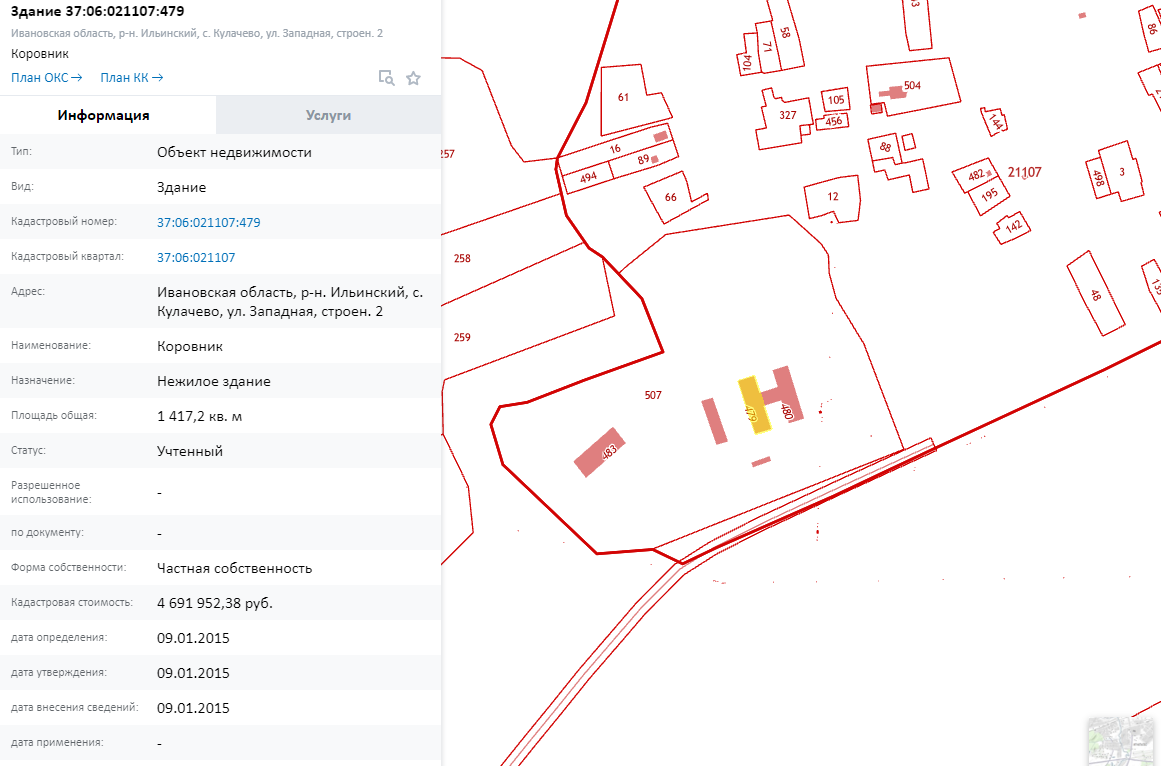 Здание 37:06:021107:479
Ивановская область, р-н. Ильинский, с. Кулачево, ул. Западная, строен. 2
Коровник
План ОКС→ План КК→
Информация Услуги
Тип: Объект недвижимости
Вид: Здание
Кадастровый номер: 37:06:021107:479
Кадастровый квартал: 37:06:021107
Адрес: Ивановская область, р-н. Ильинский, с.
Кулачево, ул. Западная, строен. 2
Наименование: Коровник
Назначение: Нежилое здание
Площадь общая: 1 417,2 кв. м
Статус: Учтенный
Разрешенное
использование: -
по документу: -
Форма собственности: Частная собственность
Кадастровая стоимость: 4 691 952,38 руб.
дата определения: 09.01.2015
дата утверждения: 09.01.2015
дата внесения сведений: 09.01.2015
дата применения: -
58
71
104
86
61
504
105
327
456
144
16
89
88
257
494
482
21107
498
3
66
12
195
142
258
48
135
259
507
479
480
483